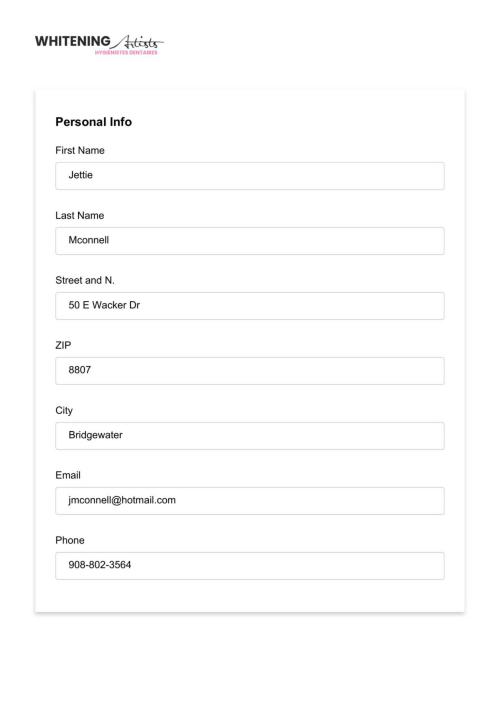 WHITENING Artists
HYGIÉNISTES DENTAIRES
Personal Info
First Name
Jettie
Last Name
Mconnell
Street and N.
50 E Wacker Dr
ZIP
8807
City
Bridgewater
Email
jmconnell@hotmail.com
Phone
908-802-3564